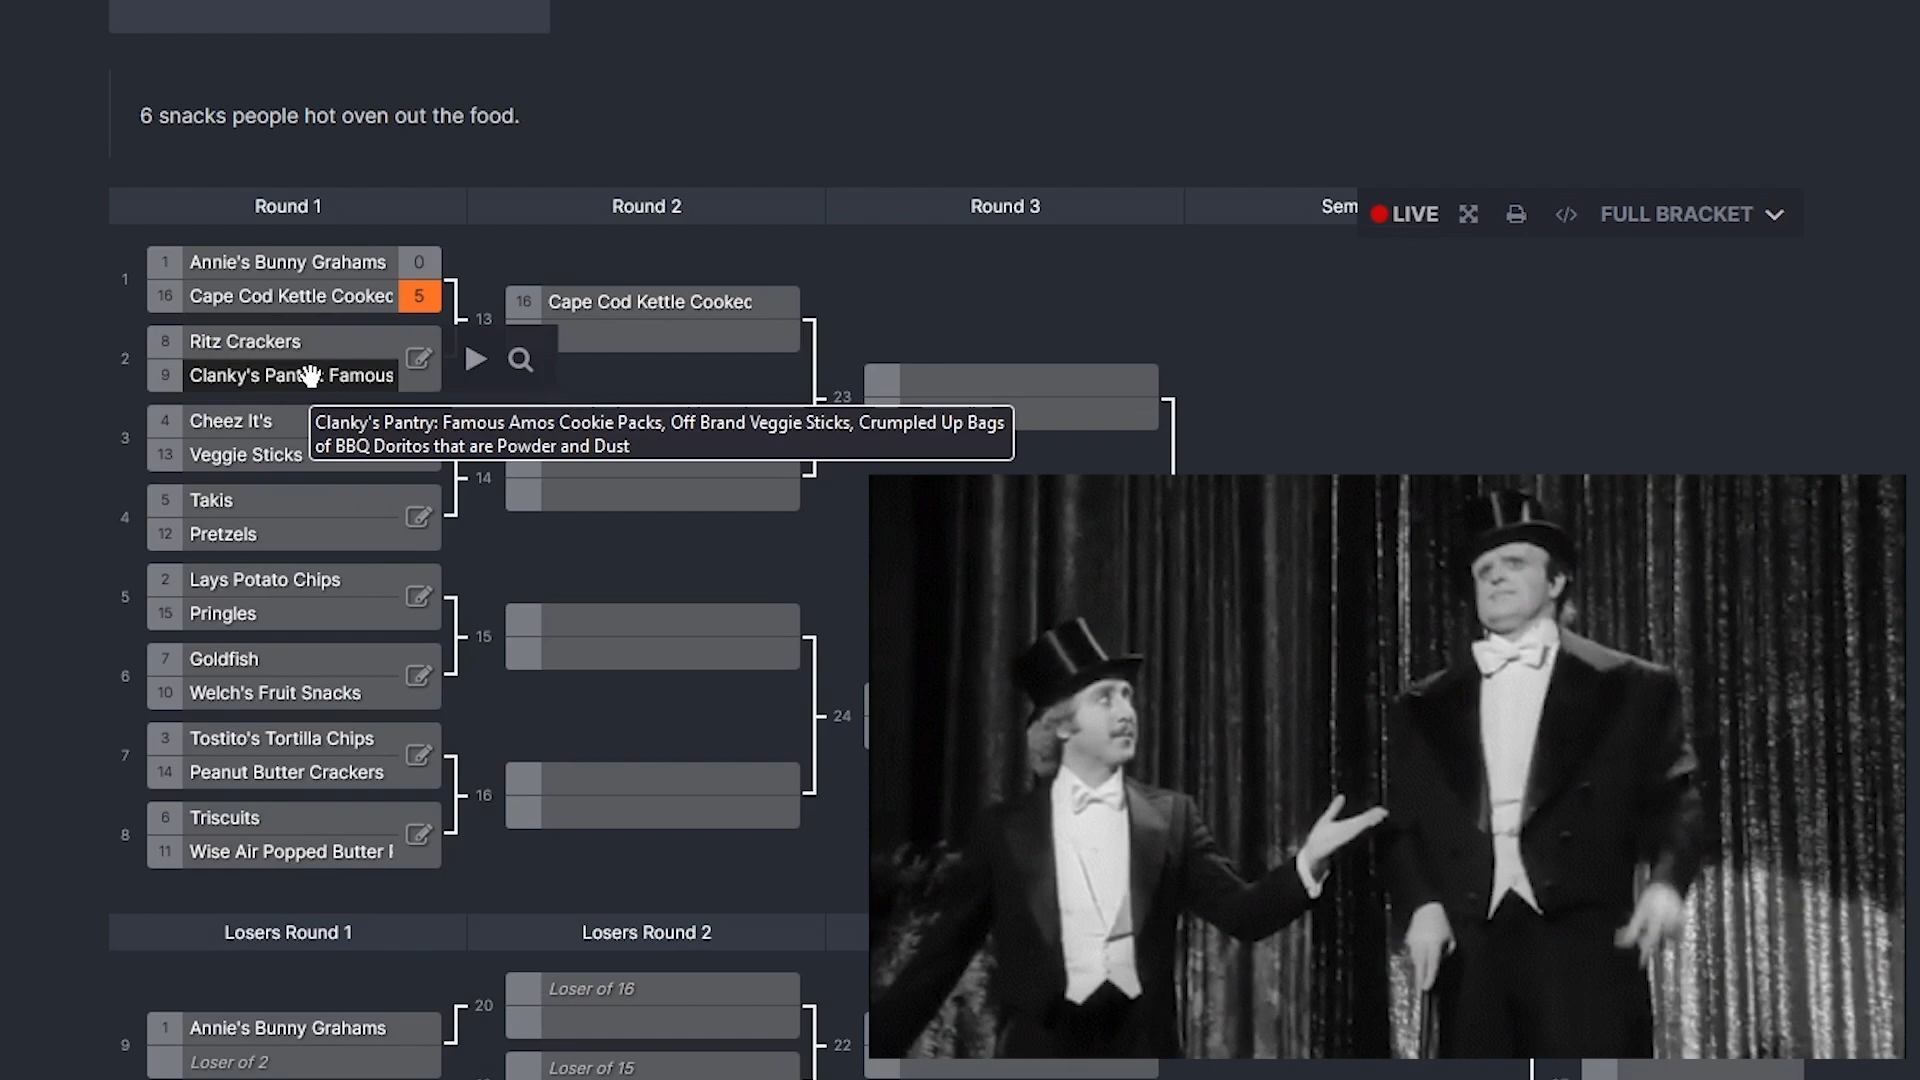 6 snacks people hot oven out the food.
Round 1
Round 2
Round 3
Sem
LIVE
FULL BRACKET
1
1 Annie's Bunny Grahams 0
16 Cape Cod Kettle Cooked 5
2
8 Ritz Crackers
9 Clanky's Pantry: Famous
3
4 Cheez It's
13 Veggie Sticks
Clanky's Pantry: Famous Amos Cookie Packs, Off Brand Veggie Sticks, Crumpled Up Bags
of BBQ Doritos that are Powder and Dust
4
5 Takis
12 Pretzels
5
2 Lays Potato Chips
15 Pringles
6
7 Goldfish
10 Welch's Fruit Snacks
7
3 Tostito's Tortilla Chips
14 Peanut Butter Crackers
8
6 Triscuits
11 Wise Air Popped Butter
13
16 Cape Cod Kettle Cooked
14
15
16
23
24
Losers Round 1
Losers Round 2
9
1 Annie's Bunny Grahams
Loser of 2
20
Loser of 16
Loser of 15
22